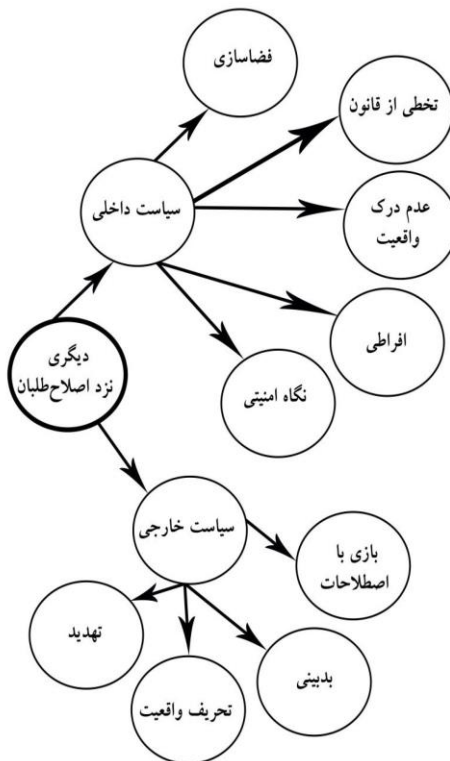 فضاسازی
تخطی از قانون
سیاست داخلی
عدم درک
واقعیت
افراطی
دیگری
نزد اصلاح‌طلبان
نگاه امنیتی
سیاست خارجی
بازی با
اصطلاحات
تهدید
بدبینی
تحریف واقعیت